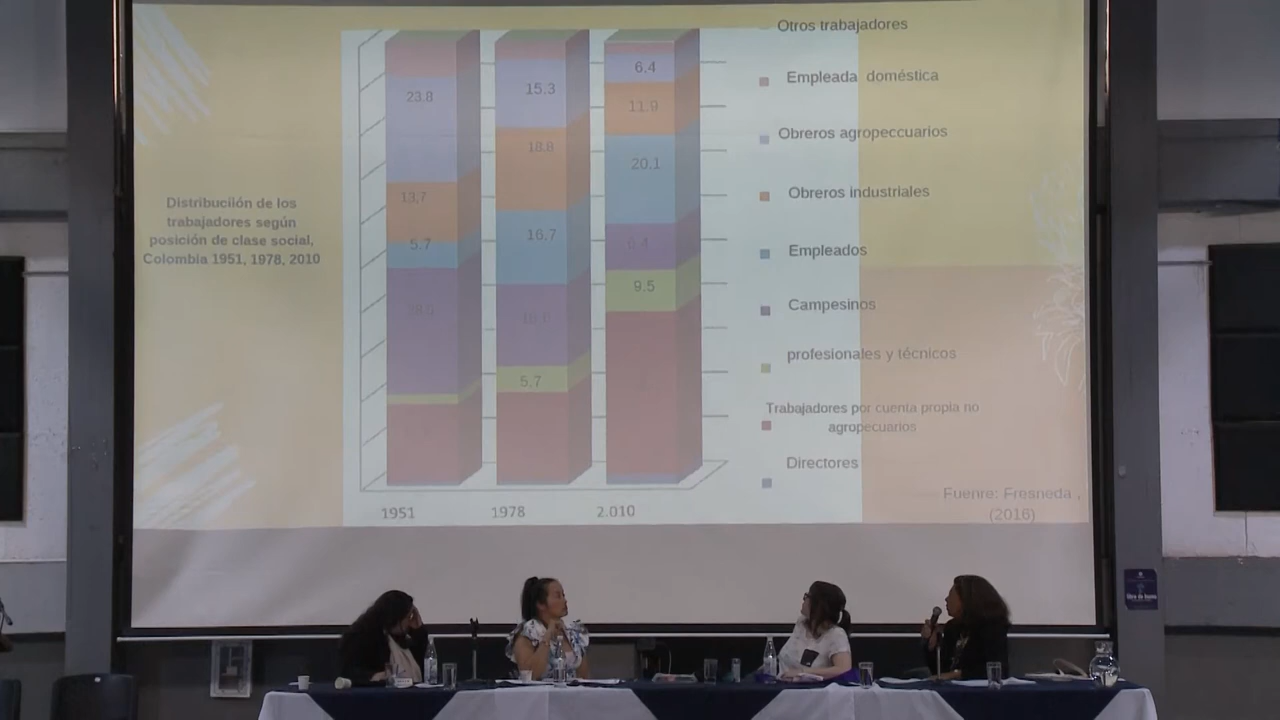 Distribuciión de los
trabajadores según
posición de clase social,
Colombia 1951, 1978, 2010
23.8
13,7
5.7
1951
15.3
18.8
16,7
5.7
1978
6.4
11.9
20.1
9.5
2.010
Otros trabajadores
Empleada doméstica
Obreros agropeccuarios
Obreros industriales
Empleados
Campesinos
profesionales y técnicos
Trabajadores por cuenta propia no
agropecuarios
Directores
Fuenre: Fresneda ,
(2016)